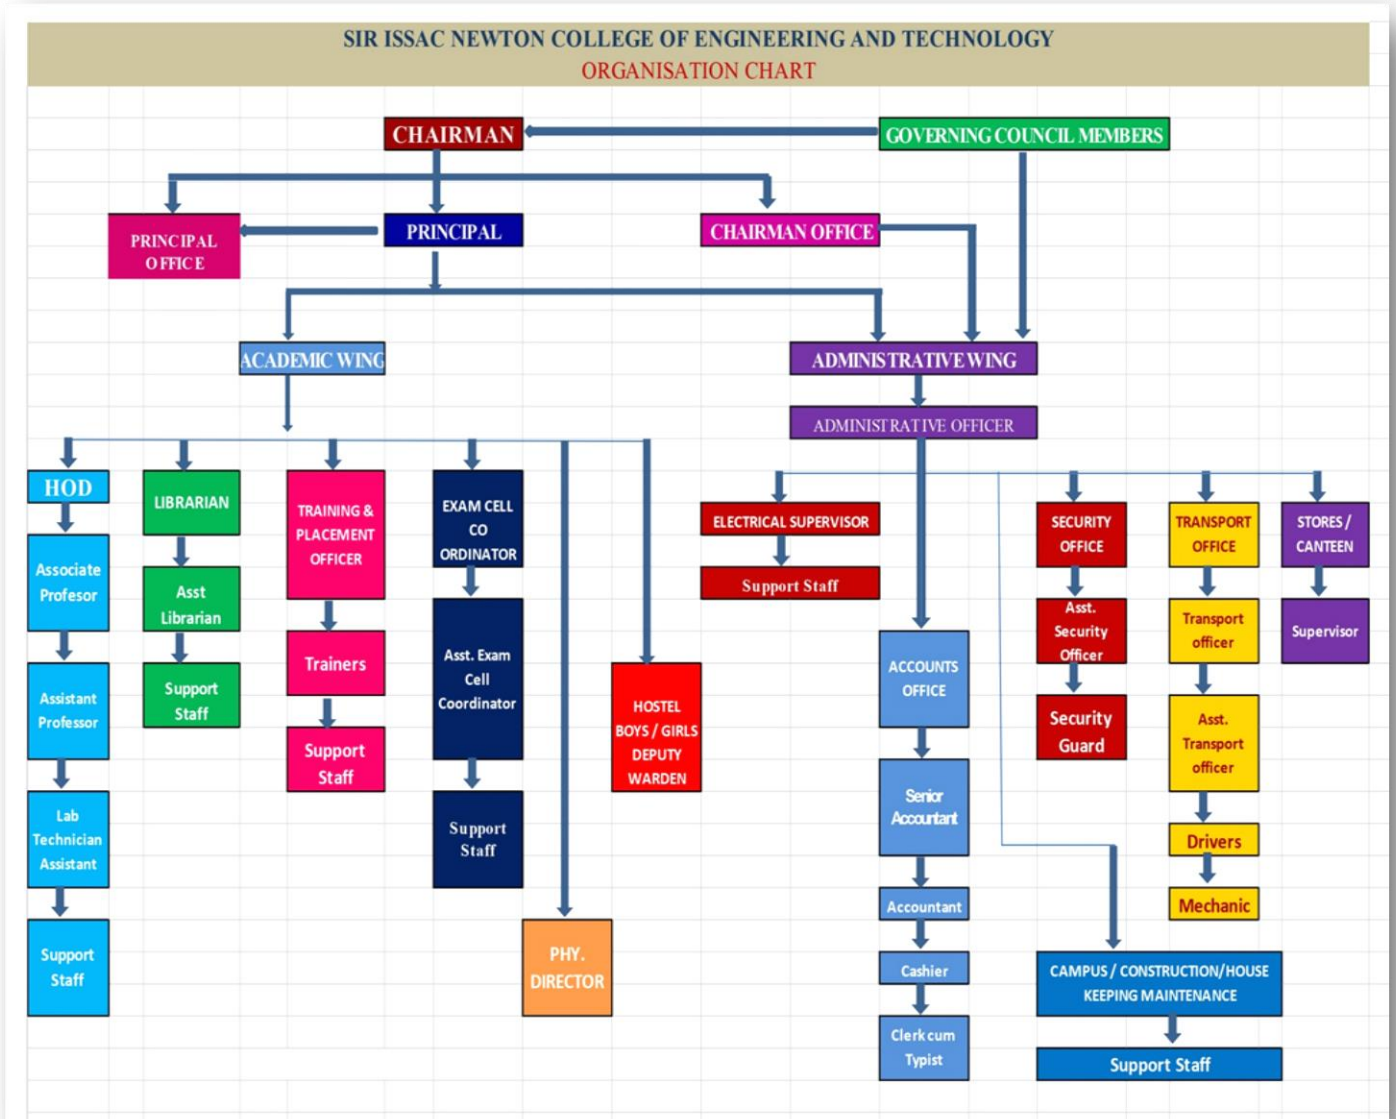 SIR ISSAC NEWTON COLLEGE OF ENGINEERING AND TECHNOLOGY
ORGANISATION CHART
CHAIRMAN
GOVERNING COUNCIL MEMBERS
PRINCIPAL
OFFICE
PRINCIPAL
CHAIRMAN OFFICE
ACADEMIC WING
ADMINISTRATIVE WING
ADMINISTRATIVE OFFICER
HOD
Associate
Profesor
Assistant
Professor
Lab
Technician
Assistant
Support
Staff
LIBRARIAN
Asst
Librarian
Support
Staff
TRAINING &
PLACEMENT
OFFICER
Trainers
Support
Staff
EXAM CELL
CO
ORDINATOR
Asst. Exam
Cell
Coordinator
Support
Staff
PHY.
DIRECTOR
HOSTEL
BOYS / GIRLS
DEPUTY
WARDEN
ELECTRICAL SUPERVISOR
Support Staff
ACCOUNTS
OFFICE
Senior
Accountant
Accountant
Cashier
Clerk cum
Typist
SECURITY
OFFICE
Asst.
Security
Officer
Security
Guard
TRANSPORT
OFFICE
Transport
officer
Asst.
Transport
officer
Drivers
Mechanic
STORES /
CANTEEN
Supervisor
CAMPUS / CONSTRUCTION/HOUSE
KEEPING MAINTENANCE
Support Staff